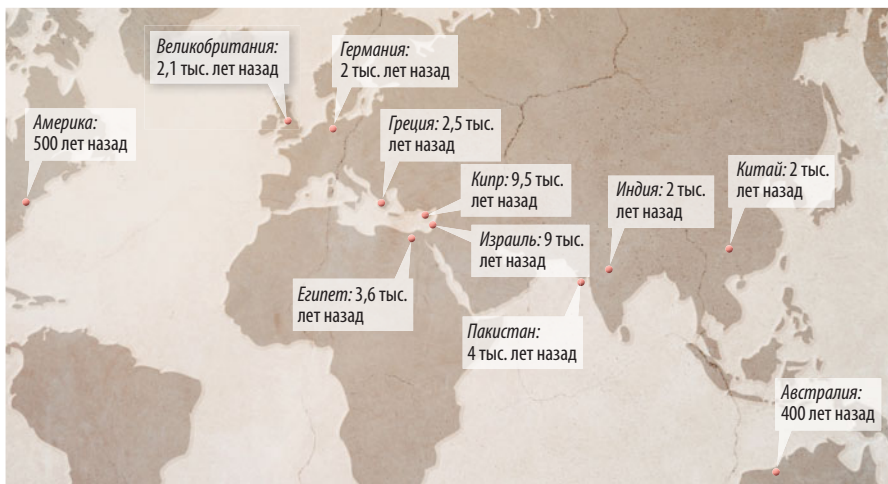 Великобритания:
2,1 тыс. лет назад
Германия:
2 тыс. лет назад
Америка:
500 лет назад
Греция: 2,5 тыс.
лет назад
Кипр: 9,5 тыс.
лет назад
Индия: 2 тыс.
лет назад
Китай: 2 тыс.
лет назад
Израиль: 9 тыс.
лет назад
Египет: 3,6 тыс.
лет назад
Пакистан:
4 тыс. лет назад
Австралия:
400 лет назад